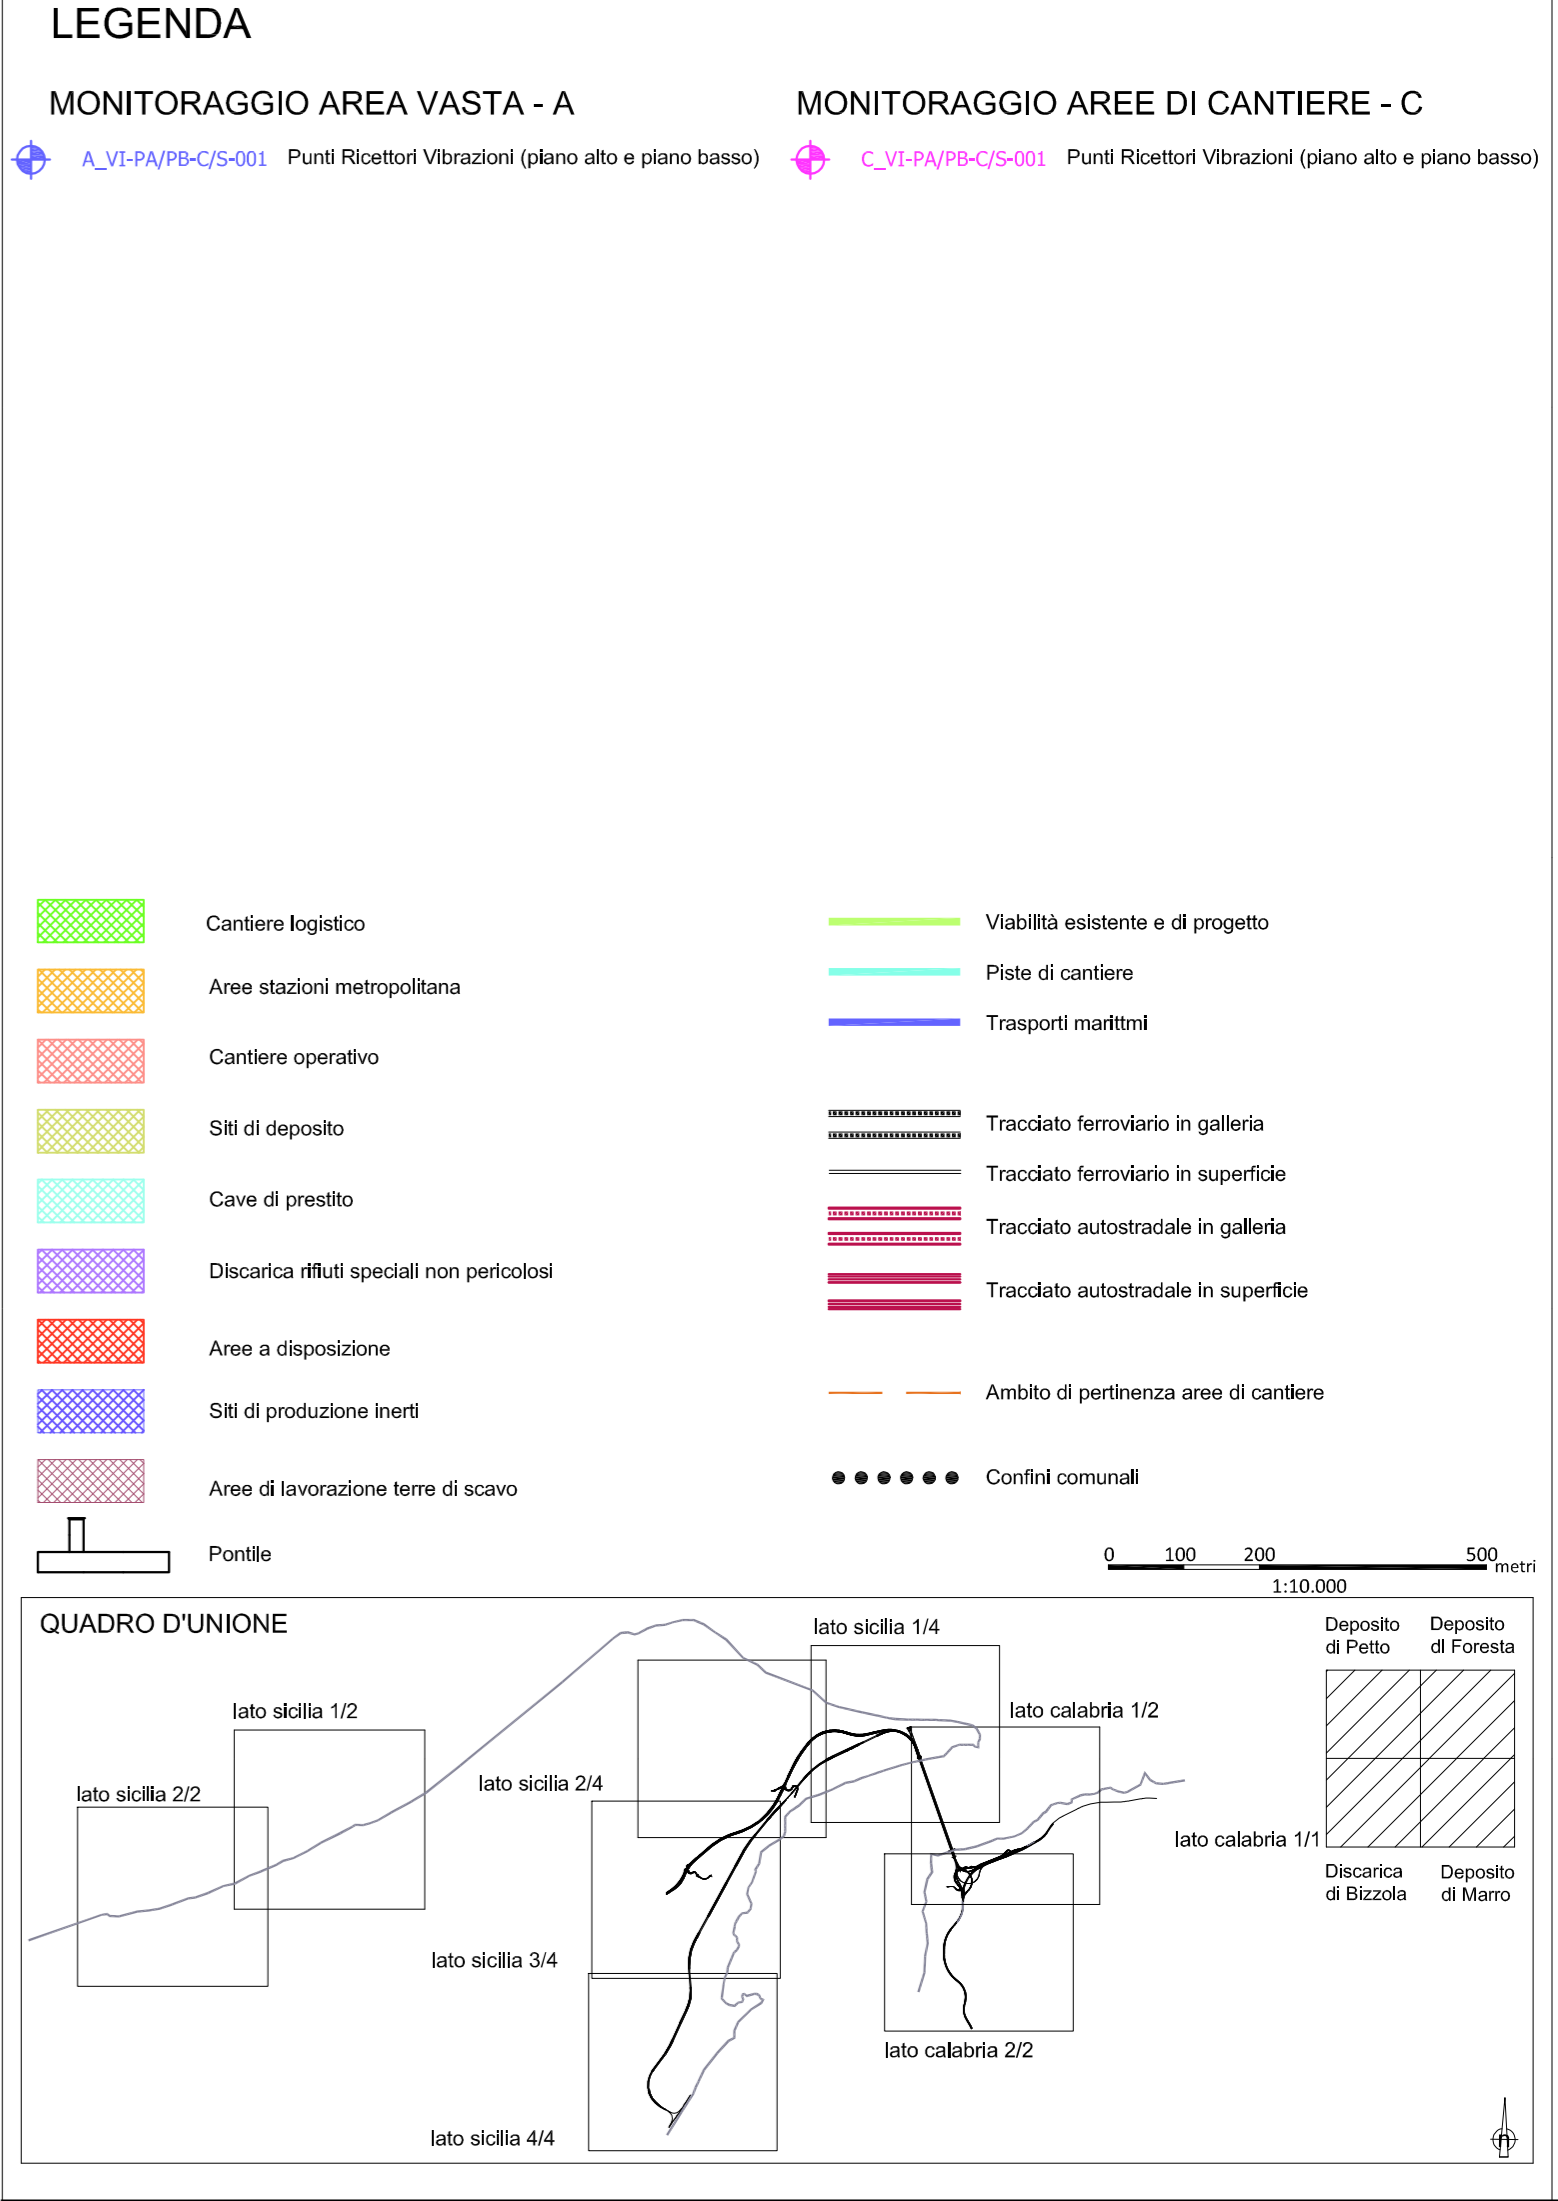 LEGENDA
MONITORAGGIO AREA VASTA - A
A_VI-PA/PB-C/S-001 Punti Ricettori Vibrazioni (piano alto e piano basso)
MONITORAGGIO AREE DI CANTIERE - C
C_VI-PA/PB-C/S-001 Punti Ricettori Vibrazioni (piano alto e piano basso)
Cantiere logistico
Aree stazioni metropolitana
Cantiere operativo
Siti di deposito
Cave di prestito
Discarica rifiuti speciali non pericolosi
Aree a disposizione
Siti di produzione inerti
Aree di lavorazione terre di scavo
Pontile
Viabilità esistente e di progetto
Piste di cantiere
Trasporti marittmi
Tracciato ferroviario in galleria
Tracciato ferroviario in superficie
Tracciato autostradale in galleria
Tracciato autostradale in superficie
Ambito di pertinenza aree di cantiere
Confini comunali
0 100 200 500 metri
1:10.000
QUADRO D'UNIONE
lato sicilia 1/4
lato sicilia 1/2
lato calabria 1/2
lato sicilia 2/4
lato sicilia 2/2
lato calabria 1/1
lato sicilia 3/4
lato calabria 2/2
lato sicilia 4/4
Deposito
di Petto
Deposito
dI Foresta
Discarica
di Bizzola
Deposito
di Marro
n